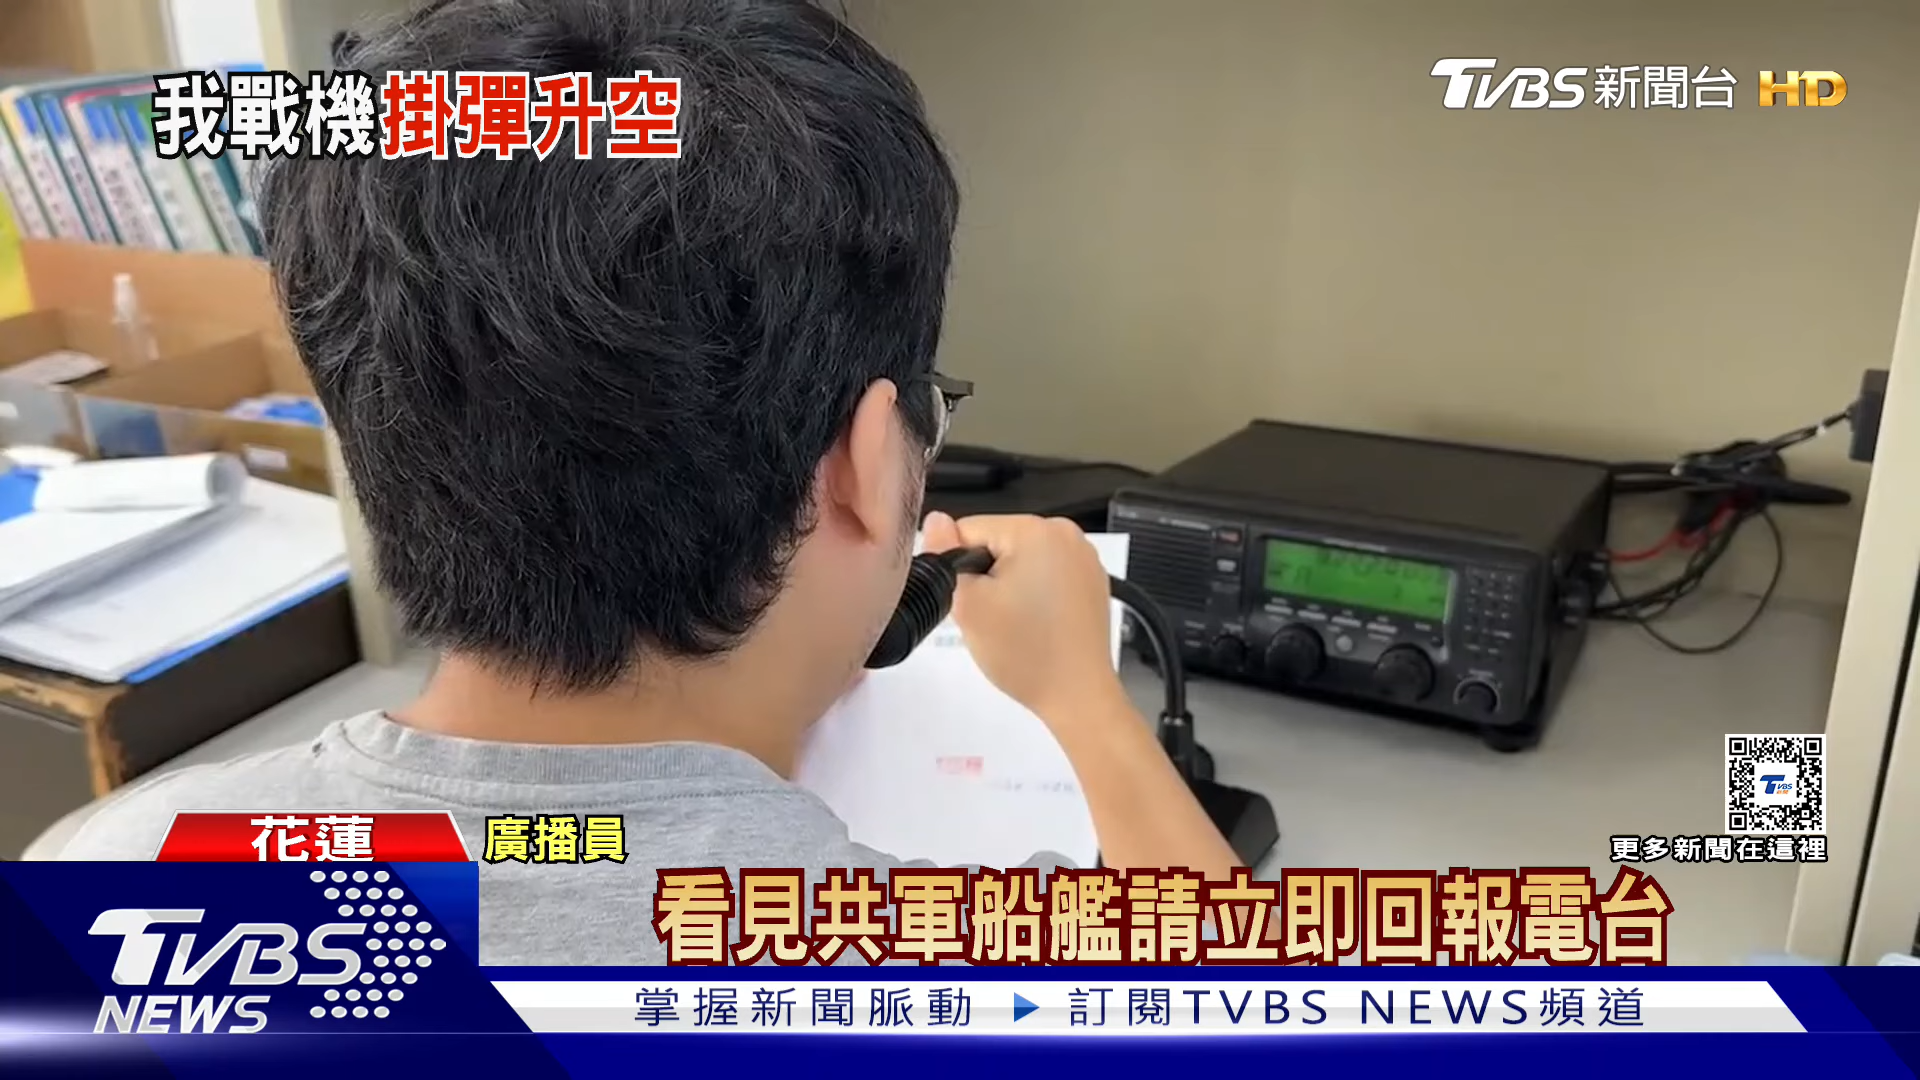 我戰機掛彈升空
TVBS新聞台 HD
TVBS
新聞
更多新聞在這裡
花蓮
廣播員
看見共軍船艦請立即回報電台
TVBS
NEWS
掌握新聞脈動 ▶ 訂閱TVBS NEWS頻道